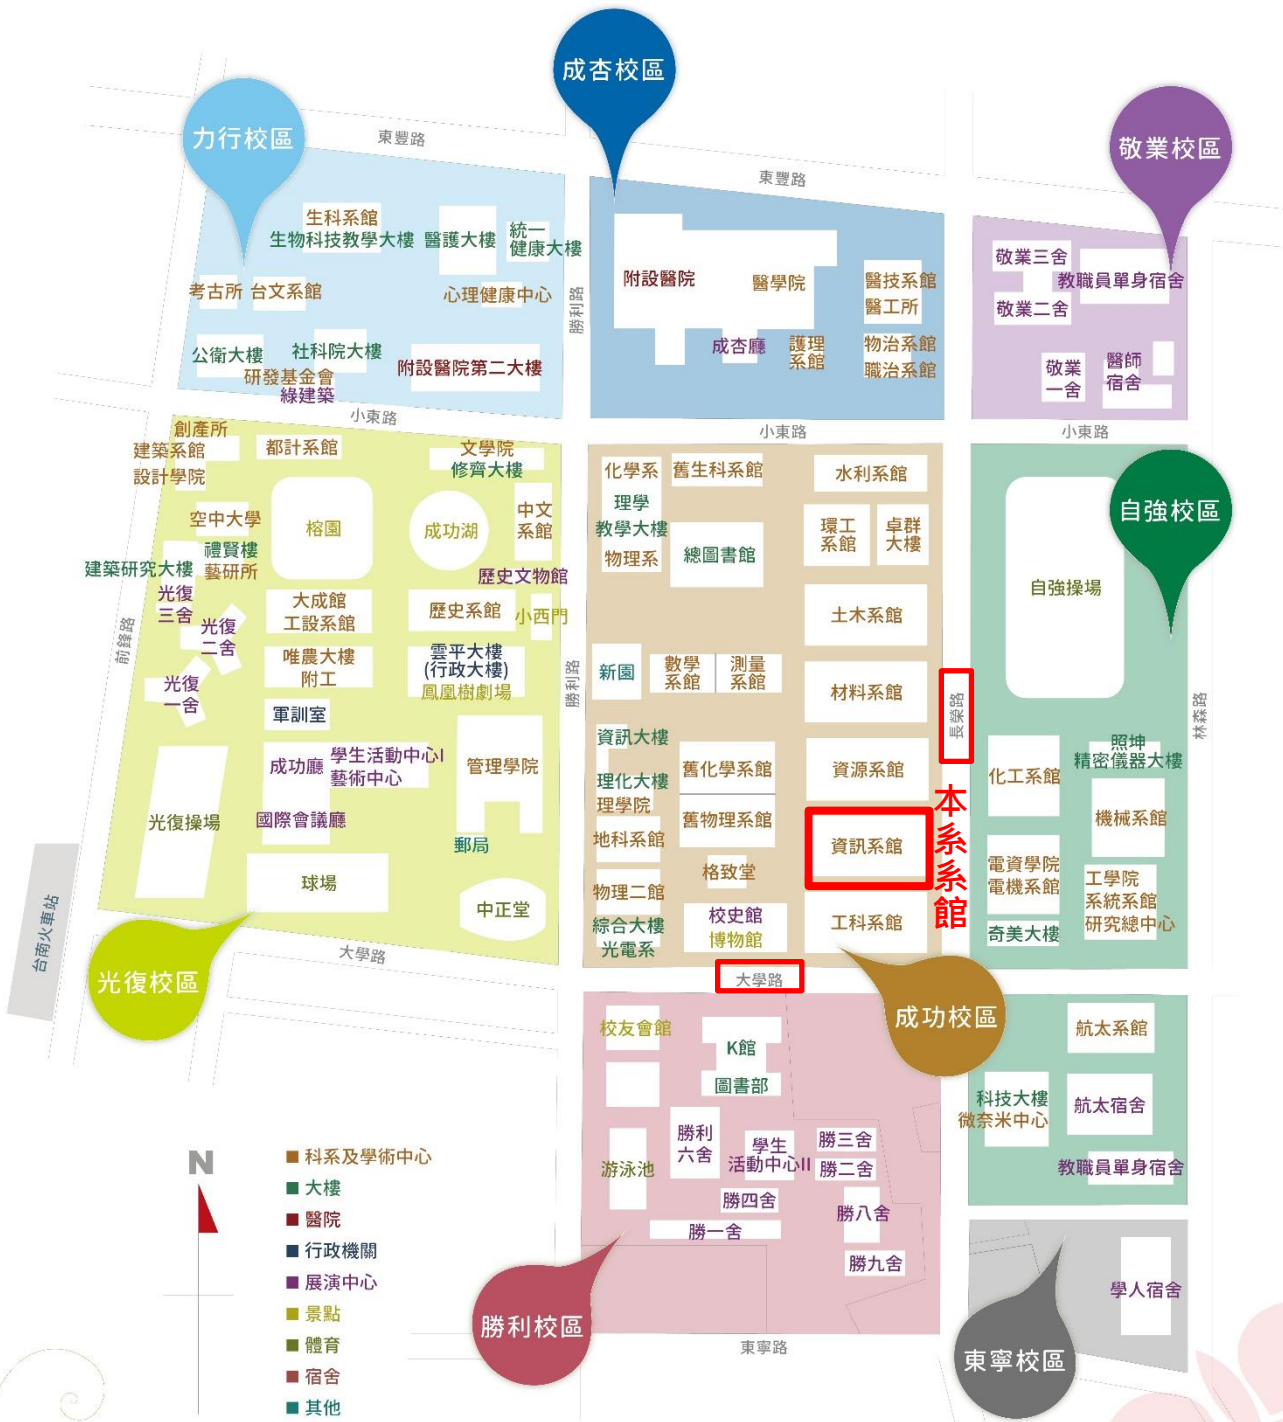 成杏校區
力行校區
敬業校區
東豐路
東豐路
生科系館
生物科技教學大樓
醫護大樓
統一
健康大樓
考古所
台文系館
心理健康中心
公衛大樓
社科院大樓
研發基金會
綠建築
附設醫院第二大樓
勝利路
附設醫院
醫學院
醫技系館
醫工所
成杏廳
護理
系館
物治系館
職治系館
敬業三舍
教職員單身宿舍
敬業二舍
敬業
一舍
醫師
宿舍
小東路
小東路
小東路
創產所
建築系館
設計學院
都計系館
文學院
修齊大樓
空中大學
榕園
成功湖
中文
系館
禮賢樓
建築研究大樓
藝研所
歷史文物館
光復
三舍
大成館
工設系館
歷史系館
小西門
光復
二舍
唯農大樓
附工
雲平大樓
(行政大樓)
鳳凰樹劇場
光復
一舍
軍訓室
前鋒路
勝利路
成功廳
學生活動中心I
藝術中心
管理學院
光復操場
國際會議廳
郵局
球場
中正堂
台南火車站
光復校區
大學路
化學系
舊生科系館
水利系館
理學
教學大樓
物理系
總圖書館
環工
系館
卓群
大樓
土木系館
新園
數學
系館
測量
系館
材料系館
資訊大樓
理化大樓
理學院
舊化學系館
資源系館
地科系館
舊物理系館
資訊系館
物理二館
格致堂
綜合大樓
光電系
校史館
博物館
工科系館
長榮路
本
系
系
館
大學路
成功校區
自強校區
自強操場
林森路
照坤
精密儀器大樓
化工系館
機械系館
電資學院
電機系館
工學院
系統系館
研究總中心
奇美大樓
航太系館
科技大樓
微奈米中心
航太宿舍
教職員單身宿舍
校友會館
K館
圖書部
勝利
六舍
學生
活動中心II
勝三舍
勝二舍
游泳池
勝四舍
勝八舍
勝一舍
勝九舍
勝利校區
東寧路
學人宿舍
東寧校區
N
科系及學術中心
大樓
醫院
行政機關
展演中心
景點
體育
宿舍
其他